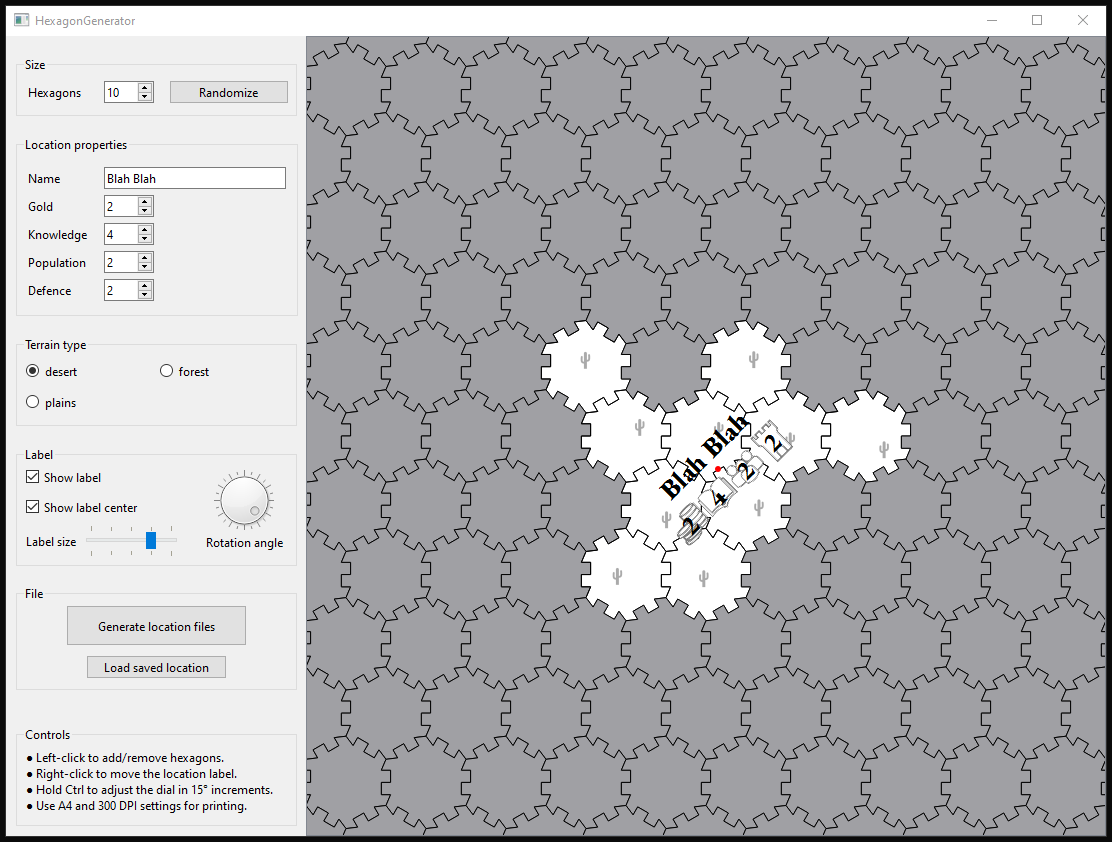 HexagonGenerator
Size
Hexagons 10 Randomize
Location properties
Name Blah Blah
Gold 2
Knowledge 4
Population 2
Defence 2
Terrain type
desert forest
plains
Label
Show label
Show label center
Label size Rotation angle
File
Generate location files
Load saved location
Controls
● Left-click to add/remove hexagons.
● Right-click to move the location label.
● Hold Ctrl to adjust the dial in 15° increments.
● Use A4 and 300 DPI settings for printing.
Blah Blah
2 4 2 2